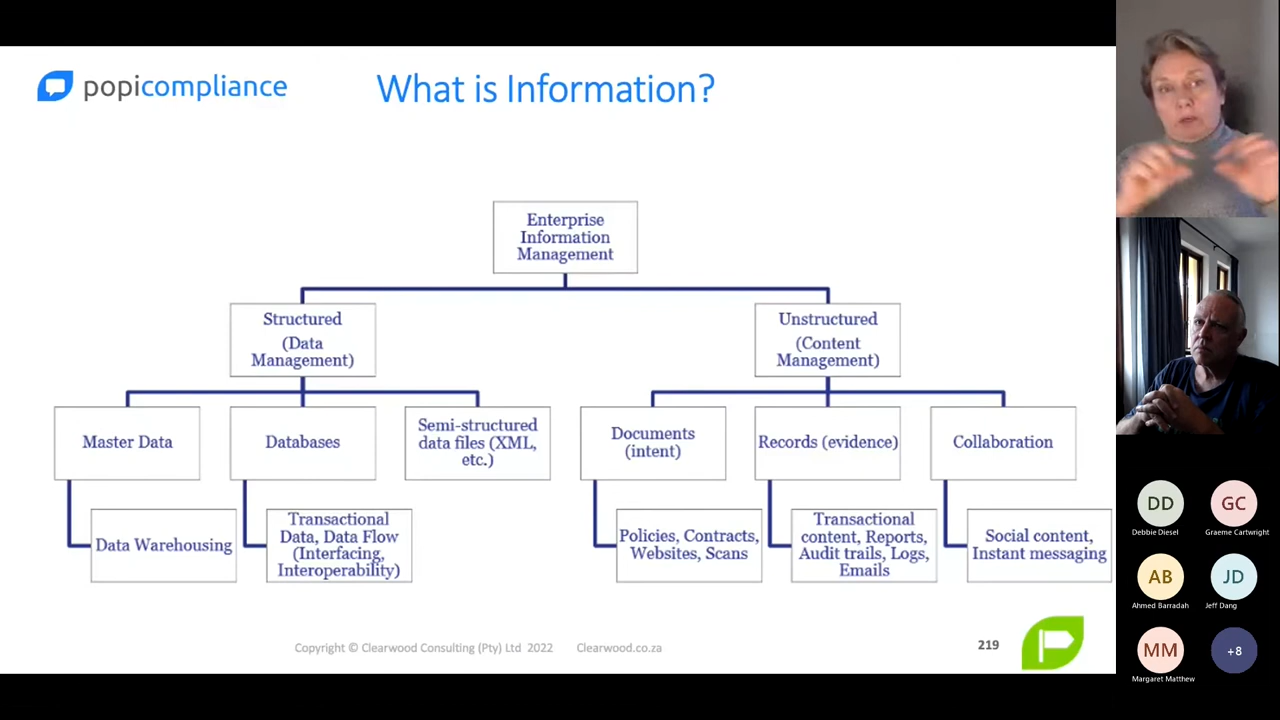 popicompliance
What is Information?
Enterprise
Information
Management
Structured
(Data
Management)
Unstructured
(Content
Management)
Master Data
Databases
Semi-structured
data files (XML,
etc.)
Documents
(intent)
Records (evidence)
Collaboration
Data Warehousing
Transactional
Data, Data Flow
(Interfacing,
Interoperability)
Policies, Contracts,
Websites, Scans
Transactional
content, Reports,
Audit trails, Logs,
Emails
Social content,
Instant messaging
Copyright © Clearwood Consulting (Pty) Ltd 2022 Clearwood.co.za
219
DD
Debbie Diesel
GC
Graeme Cartwright
AB
Ahmed Barradah
JD
Jeff Dang
MM
Margaret Matthew
+8